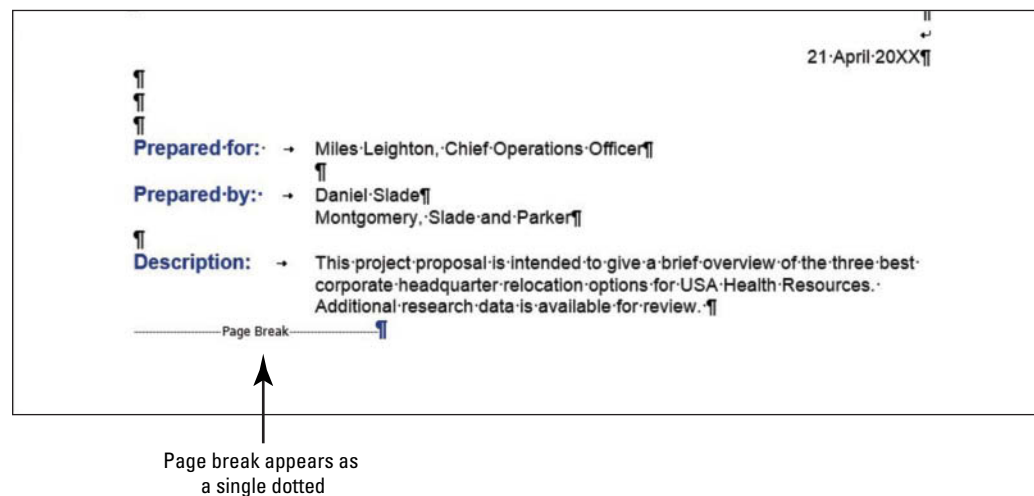 ¶
↵
21·April·20XX¶
¶
¶
¶
Prepared·for:· → Miles·Leighton,·Chief·Operations·Officer¶
¶
Prepared·by:· → Daniel·Slade¶
Montgomery,·Slade·and·Parker¶
¶
Description: → This·project·proposal·is·intended·to·give·a·brief·overview·of·the·three·best·
corporate·headquarter·relocation·options·for·USA·Health·Resources.·
Additional·research·data·is·available·for·review.·¶
Page Break¶
Page break appears as
a single dotted